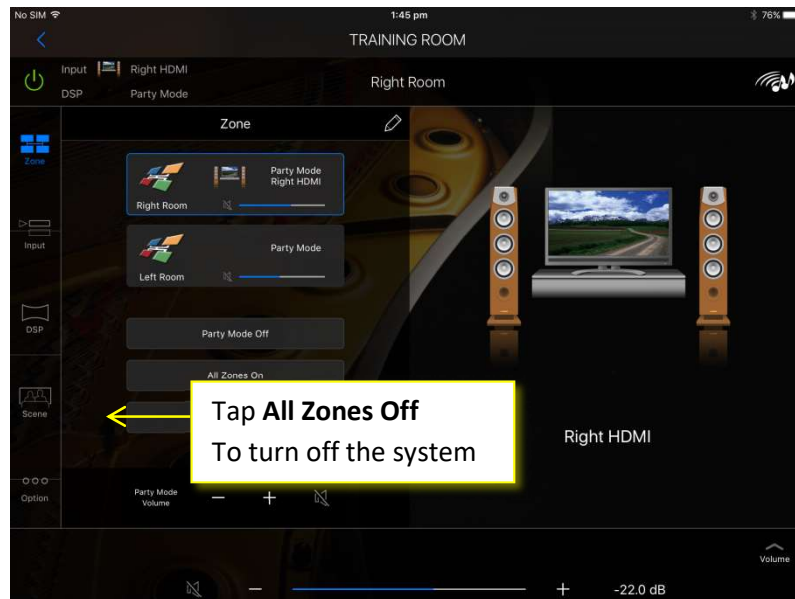 No SIM 1:45 pm 76%
TRAINING ROOM
Input Right HDMI
DSP Party Mode
Right Room
Zone
Zone
Party Mode
Right HDMI
Right Room
Input
Party Mode
Left Room
DSP
Party Mode Off
All Zones On
Tap All Zones Off
To turn off the system
Scene
Right HDMI
Option
Party Mode
Volume
Volume
-22.0 dB